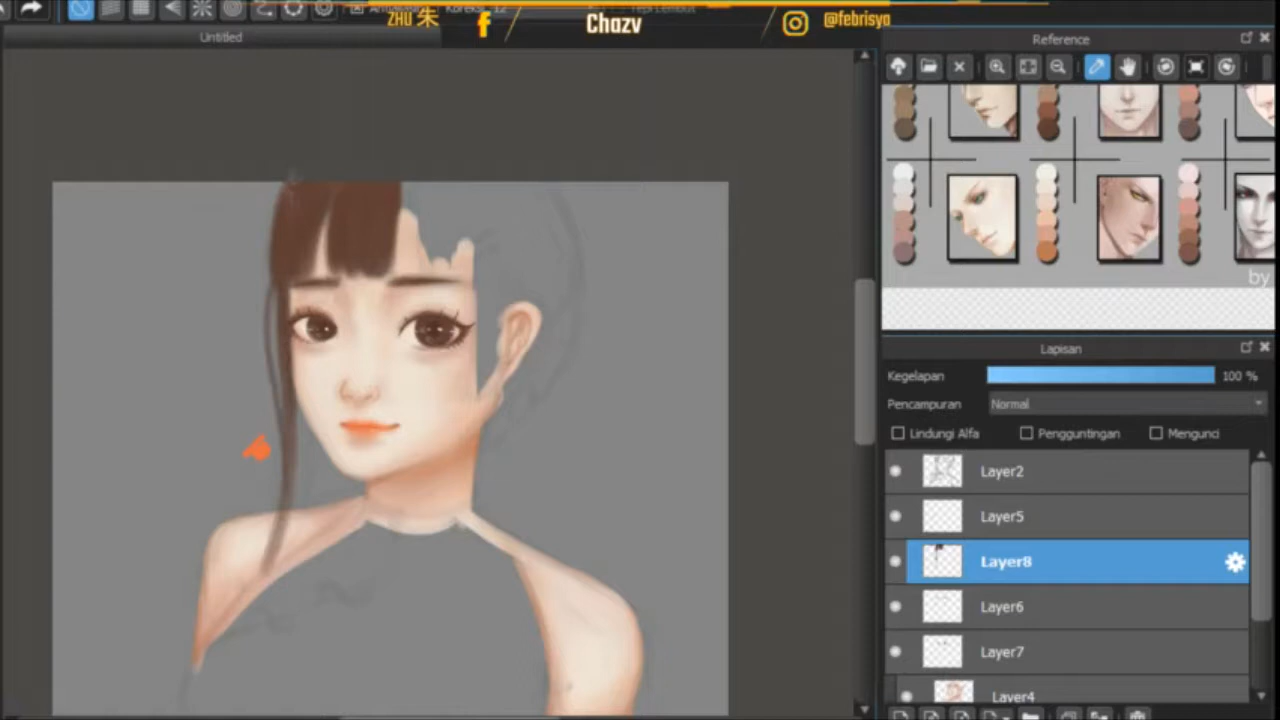 ZHU 朱
Chazv
@febrisya
Untitled
Reference
by
Lapisan
Kegelapan
100 %
Pencampuran
Normal
Lindungi Alfa
Pengguntingan
Mengunci
Layer2
Layer5
Layer8
Layer6
Layer7
Layer4